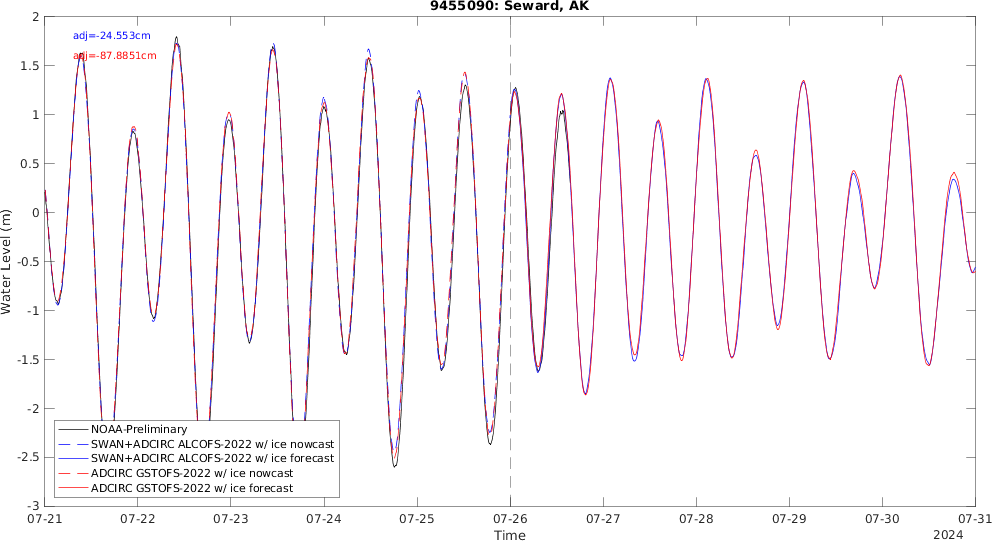 9455090: Seward, AK
adj=-24.553cm
adj=-87.8851cm
2
1.5
1
0.5
0
-0.5
-1
-1.5
-2
-2.5
-3
Water Level (m)
NOAA-Preliminary
SWAN+ADCIRC ALCOFS-2022 w/ ice nowcast
SWAN+ADCIRC ALCOFS-2022 w/ ice forecast
ADCIRC GSTOFS-2022 w/ ice nowcast
ADCIRC GSTOFS-2022 w/ ice forecast
07-21 07-22 07-23 07-24 07-25 07-26 07-27 07-28 07-29 07-30 07-31
Time
2024